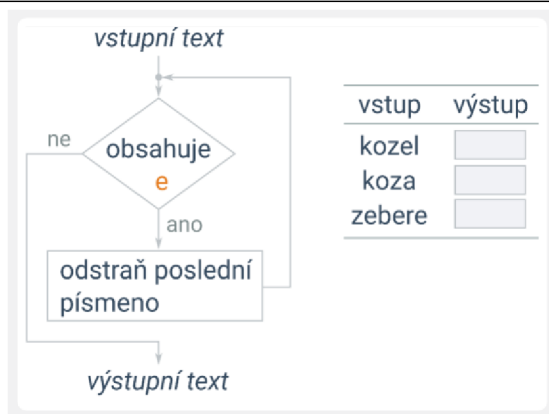 vstupní text
ne
obsahuje
e
ano
odstraň poslední
písmeno
výstupní text
vstup výstup
kozel
koza
zebere